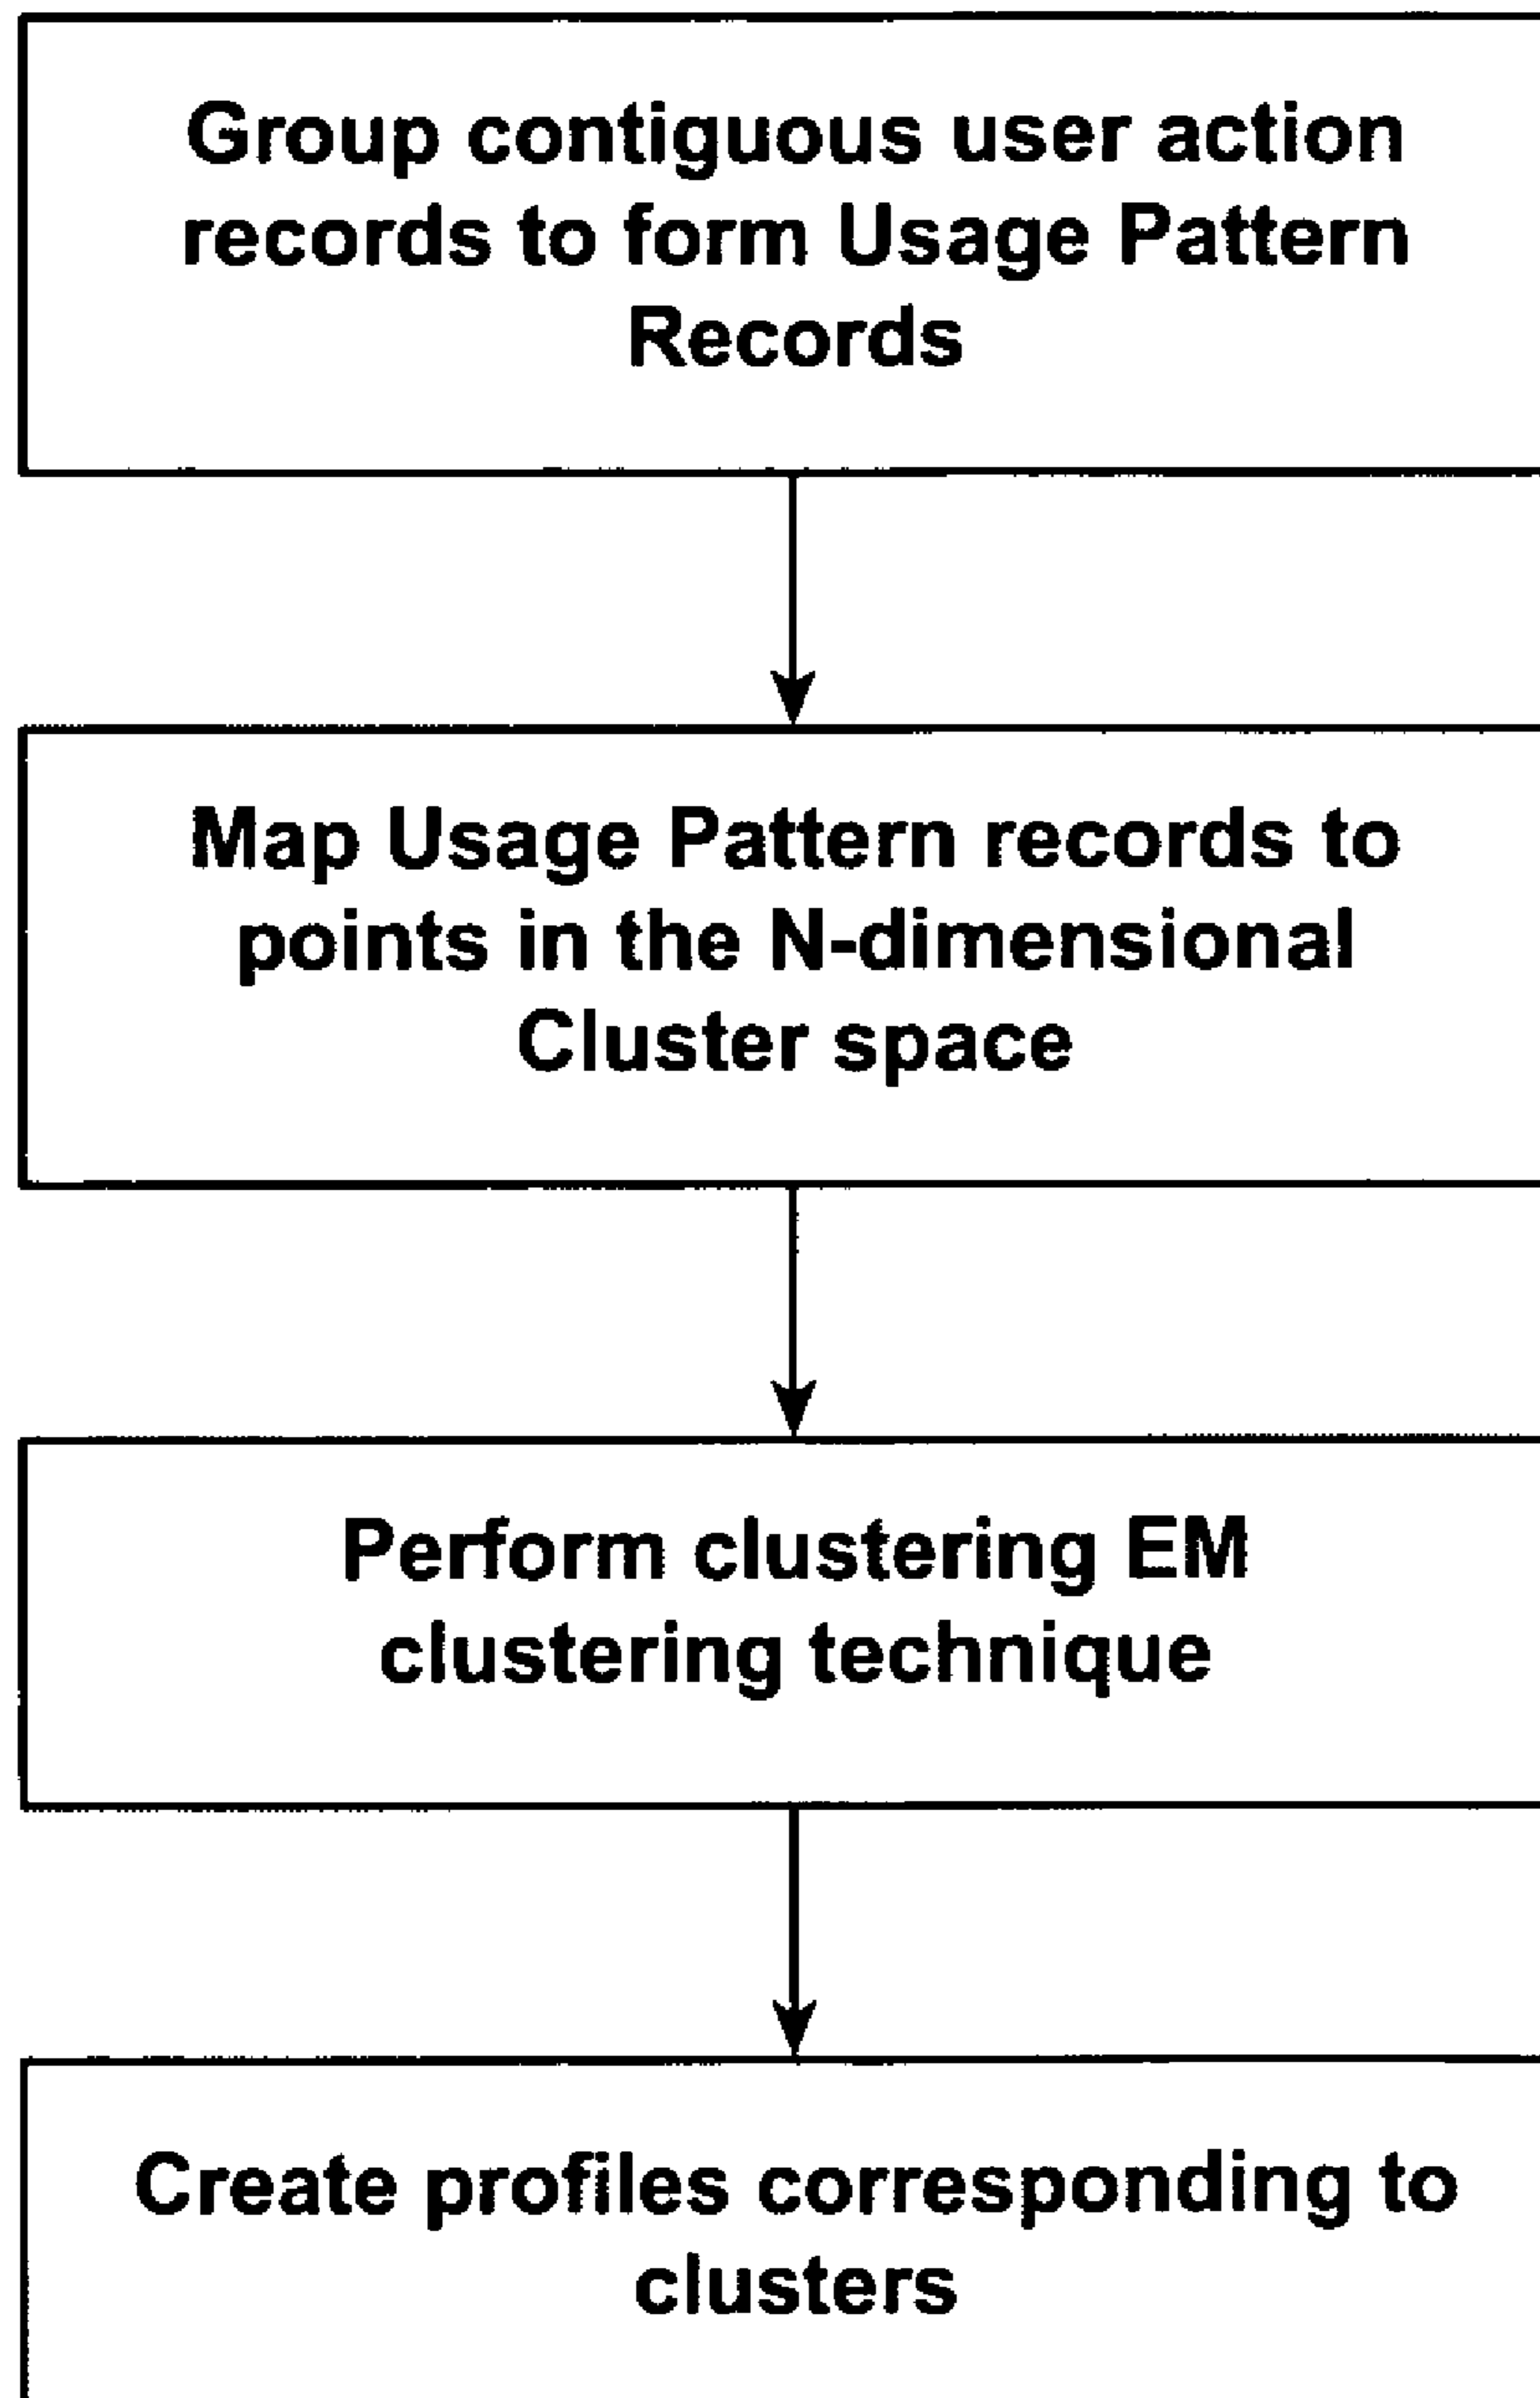 Group contiguous user action
records to form Usage Pattern
Records
Map Usage Pattern records to
points in the N-dimensional
Cluster space
Perform clustering EM
clustering technique
Create profiles corresponding to
clusters